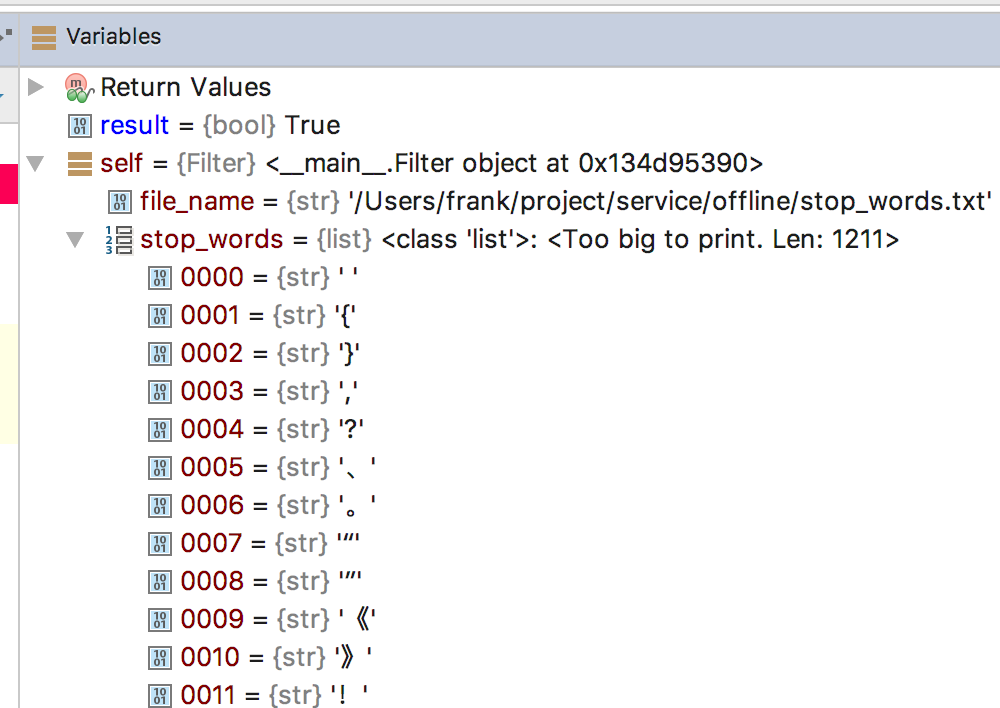 Variables
Return Values
result = {bool} True
self = {Filter} <__main__.Filter object at 0x134d95390>
file_name = {str} '/Users/frank/project/service/offline/stop_words.txt'
stop_words = {list} <class 'list'>: <Too big to print. Len: 1211>
0000 = {str} ' '
0001 = {str} '{'
0002 = {str} '}'
0003 = {str} ','
0004 = {str} '?'
0005 = {str} '、'
0006 = {str} '。'
0007 = {str} '“'
0008 = {str} '”'
0009 = {str} '《'
0010 = {str} '》'
0011 = {str} '！'